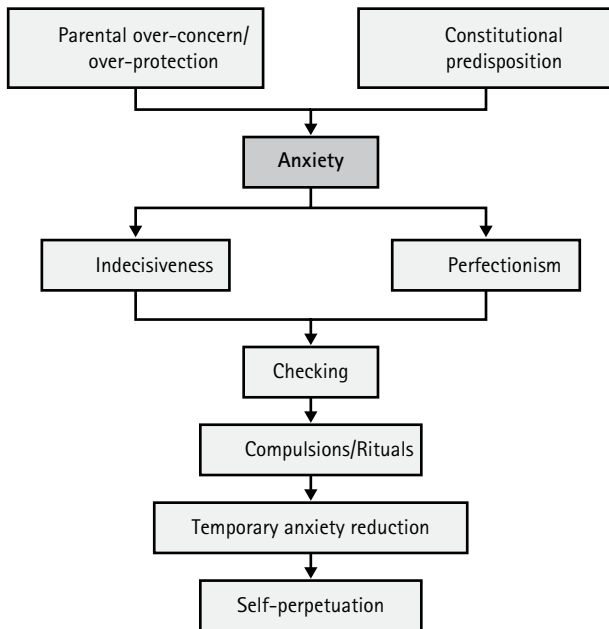 Parental over-concern/
over-protection
Constitutional
predisposition
Anxiety
Indecisiveness
Perfectionism
Checking
Compulsions/Rituals
Temporary anxiety reduction
Self-perpetuation